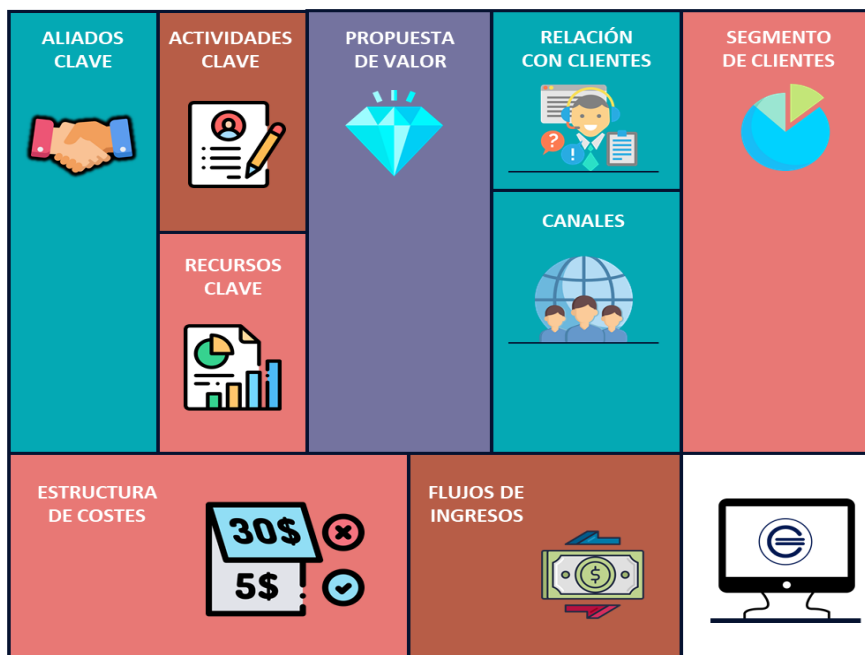 ALIADOS
CLAVE
ACTIVIDADES
CLAVE
PROPUESTA
DE VALOR
RELACIÓN
CON CLIENTES
?
!
SEGMENTO
DE CLIENTES
RECURSOS
CLAVE
CANALES
ESTRUCTURA
DE COSTES
30$
5$
FLUJOS DE
INGRESOS
$